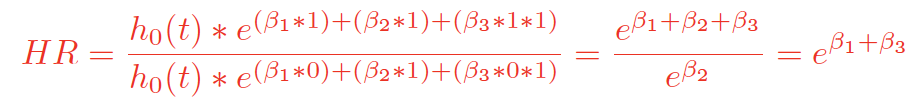 HR = \frac{h_0(t) * e^{(\beta_1*1)+(\beta_2*1)+(\beta_3*1*1)}}{h_0(t) * e^{(\beta_1*0)+(\beta_2*1)+(\beta_3*0*1)}} = \frac{e^{\beta_1+\beta_2+\beta_3}}{e^{\beta_2}} = e^{\beta_1+\beta_3}